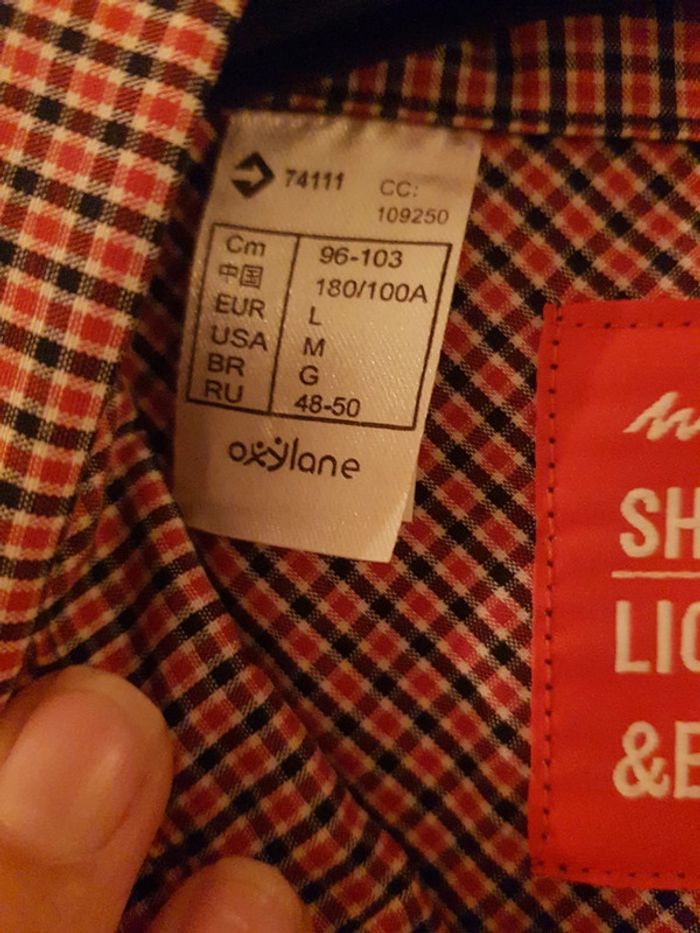 74111 CC:
109250
Cm 96-103
中国 180/100A
EUR L
USA M
BR G
RU 48-50
oxylane
SH
LIG
&E